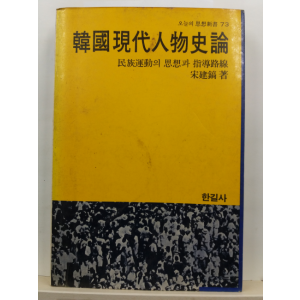 오늘의 思想新書 73
韓國現代人物史論
民族運動의 思想과 指導路線
宋建鎬 著
한길사